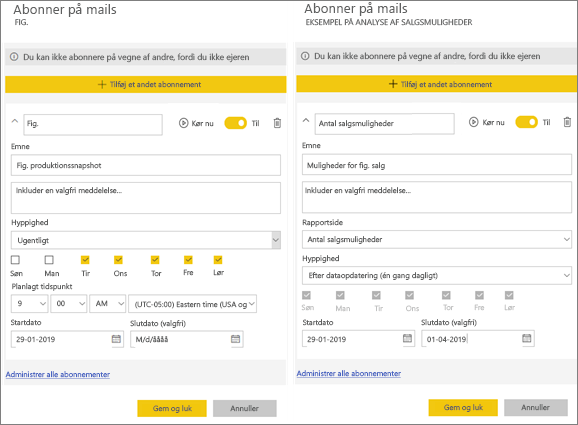 Abonner på mails
FIG.
Du kan ikke abonnere på vegne af andre, fordi du ikke ejeren
+ Tilføj et andet abonnement
Fig.
Kør nu
Til
Emne
Fig. produktionssnapshot
Inkluder en valgfri meddelelse...
Hyppighed
Ugentligt
Søn Man Tir Ons Tor Fre Lør
Planlagt tidspunkt
9 00 AM (UTC-05:00) Eastern time (USA og
Startdato Slutdato (valgfri)
29-01-2019 M/d/åååå
Administrer alle abonnementer
Gem og luk Annuller
Abonner på mails
EKSEMPEL PÅ ANALYSE AF SALGSMULIGHEDER
Du kan ikke abonnere på vegne af andre, fordi du ikke ejeren
+ Tilføj et andet abonnement
Antal salgsmuligheder
Kør nu
Til
Emne
Muligheder for fig. salg
Inkluder en valgfri meddelelse...
Rapportside
Antal salgsmuligheder
Hyppighed
Efter dataopdatering (én gang dagligt)
Søn Man Tir Ons Tor Fre Lør
Startdato Slutdato (valgfri)
29-01-2019 01-04-2019
Administrer alle abonnementer
Gem og luk Annuller